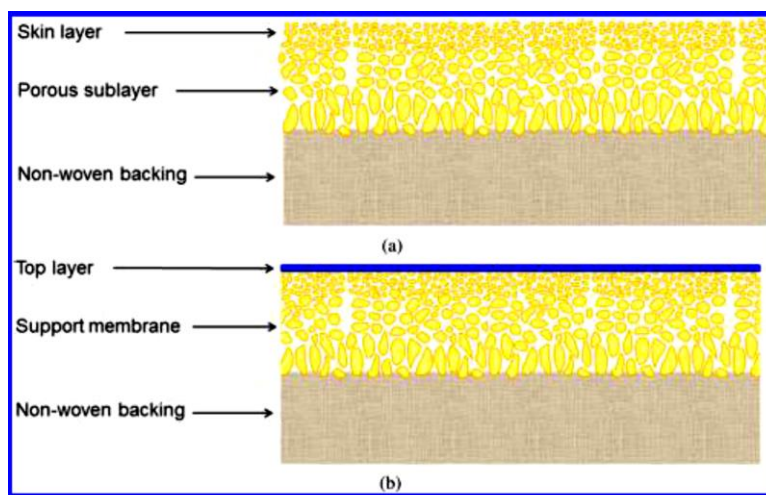 Skin layer
Porous sublayer
Non-woven backing
(a)
Top layer
Support membrane
Non-woven backing
(b)